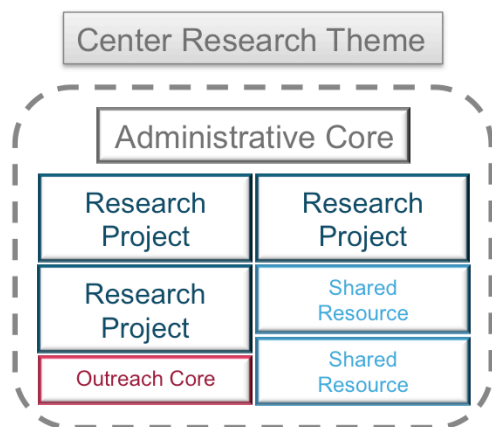 Center Research Theme
Administrative Core
Research
Project
Research
Project
Research
Project
Shared
Resource
Outreach Core
Shared
Resource